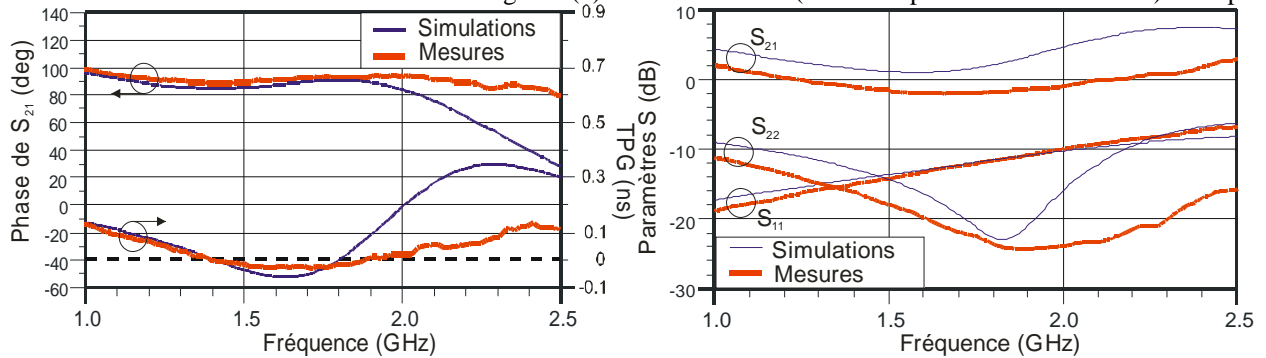 140
120
100
80
60
40
20
0
-20
-40
-60
Phase de S21 (deg)
Simulations
Mesures
0.9
0.7
0.5
0.3
0.1
0
-0.1
TPG (ns)
1.0 1.5 2.0 2.5
Fréquence (GHz)
10
0
-10
-20
-30
Paramètres S (dB)
S21
S22
S11
Simulations
Mesures
1.0 1.5 2.0 2.5
Fréquence (GHz)